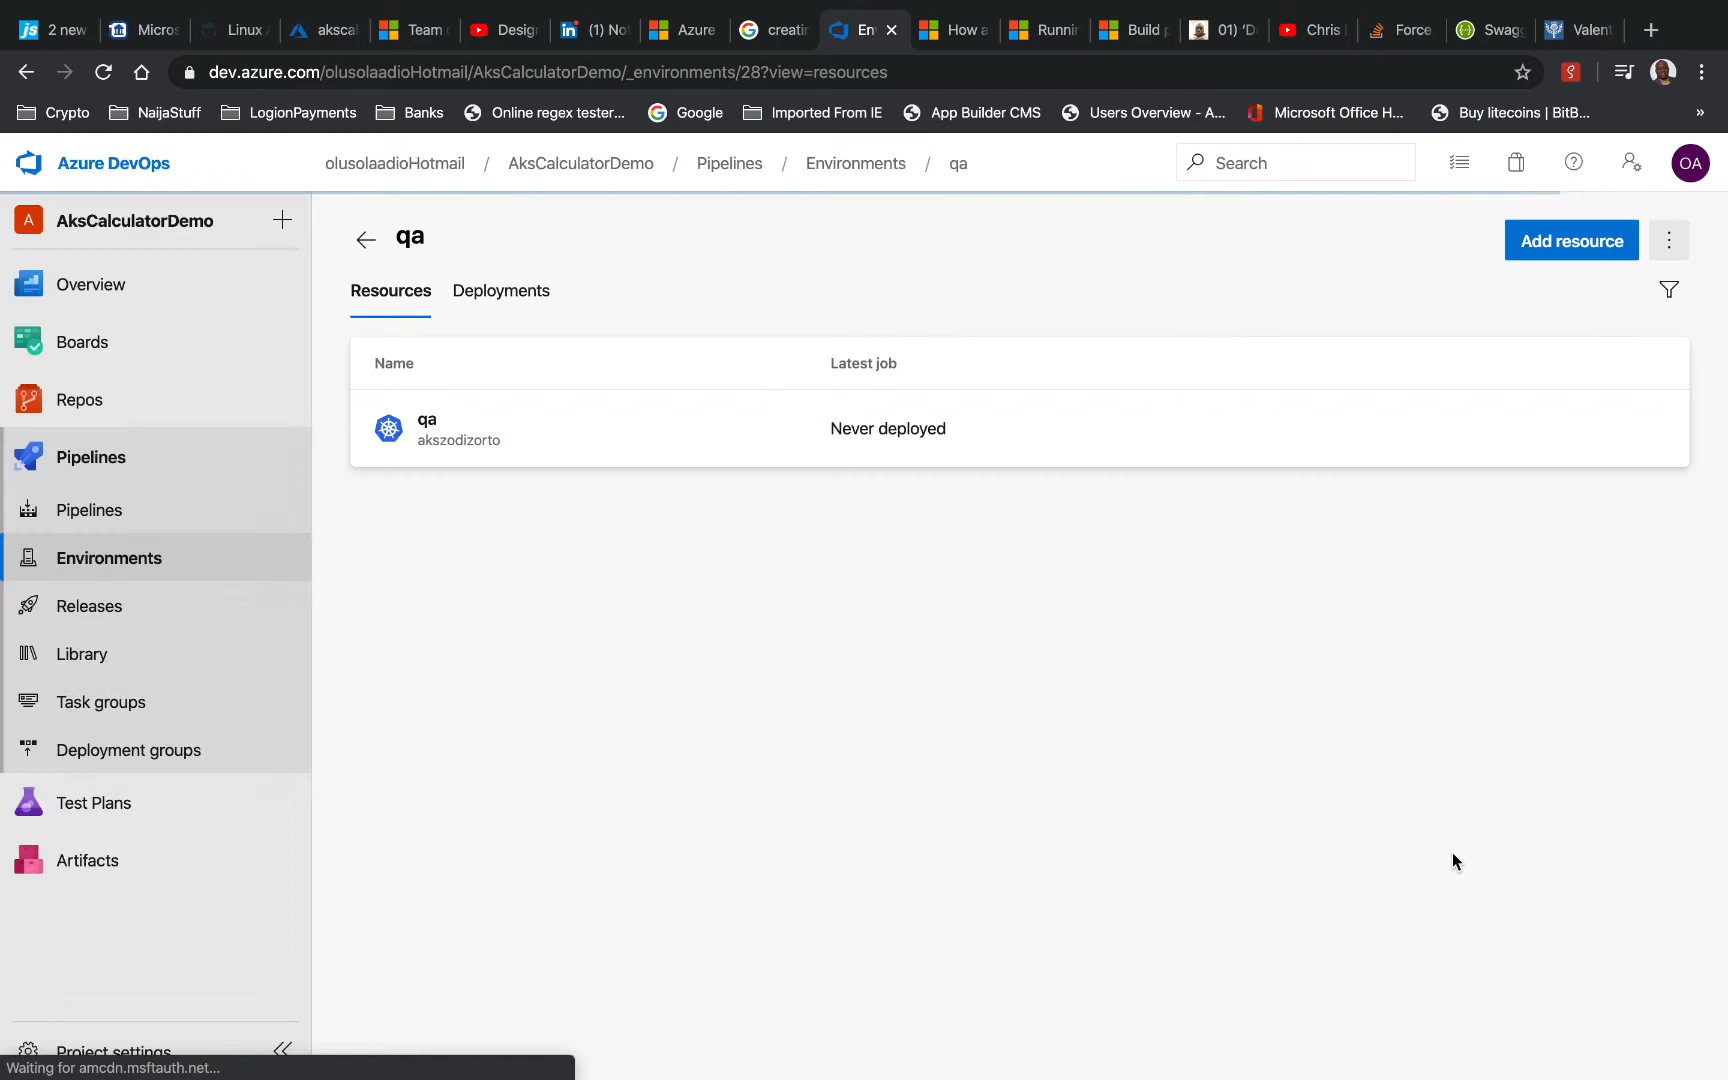 2 new
Micros
Linux
akscal
Team
Desig
(1) No
Azure
creati
En
How a
Runni
Build p
01) 'D
Chris
Force
Swag
Valent
dev.azure.com/olusolaadioHotmail/AksCalculatorDemo/_environments/28?view=resources
Crypto
NaijaStuff
LogionPayments
Banks
Online regex tester...
Google
Imported From IE
App Builder CMS
Users Overview - A...
Microsoft Office H...
Buy litecoins | BitB...
»
Azure DevOps
olusolaadioHotmail / AksCalculatorDemo / Pipelines / Environments / qa
Search
OA
A
AksCalculatorDemo
Overview
Boards
Repos
Pipelines
Pipelines
Environments
Releases
Library
Task groups
Deployment groups
Test Plans
Artifacts
Project settings
qa
Add resource
Resources
Deployments
Name
Latest job
qa
akszodizorto
Never deployed
Waiting for amcdn.msftauth.net...